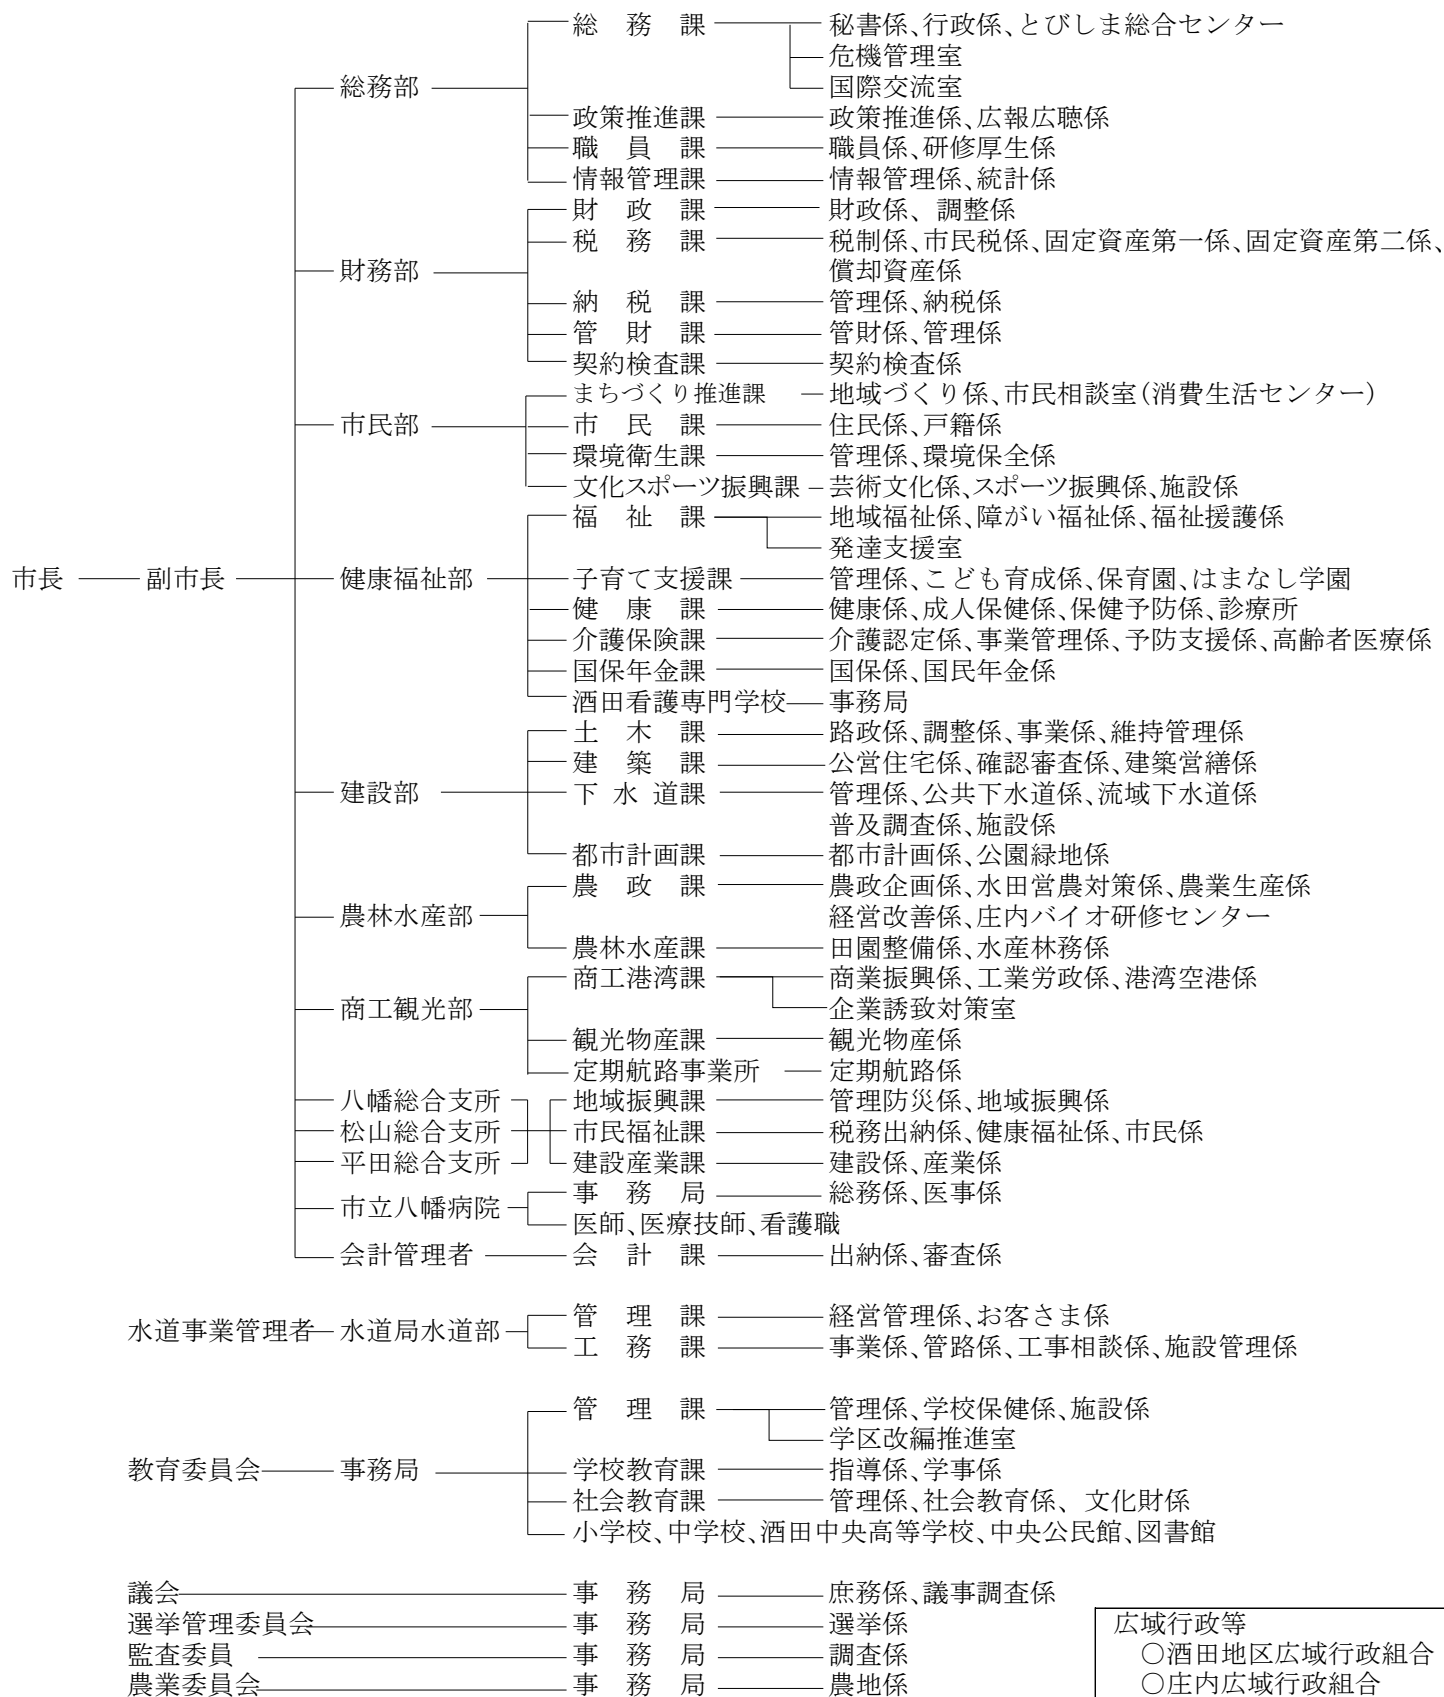 総務課 秘書係、行政係、とびしま総合センター
危機管理室
国際交流室
総務部
政策推進課 政策推進係、広報広聴係
職員課 職員係、研修厚生係
情報管理課 情報管理係、統計係
財政課 財政係、調整係
税務課 税制係、市民税係、固定資産第一係、固定資産第二係、
財務部 償却資産係
納税課 管理係、納税係
管財課 管財係、管理係
契約検査課 契約検査係
まちづくり推進課 地域づくり係、市民相談室(消費生活センター)
市民部 市民課 住民係、戸籍係
環境衛生課 管理係、環境保全係
文化スポーツ振興課 芸術文化係、スポーツ振興係、施設係
福祉課 地域福祉係、障がい福祉係、福祉援護係
発達支援室
市長 副市長 健康福祉部 子育て支援課 管理係、こども育成係、保育園、はまなし学園
健康課 健康係、成人保健係、保健予防係、診療所
介護保険課 介護認定係、事業管理係、予防支援係、高齢者医療係
国保年金課 国保係、国民年金係
酒田看護専門学校 事務局
土木課 路政係、調整係、事業係、維持管理係
建築課 公営住宅係、確認審査係、建築営繕係
建設部 下水道課 管理係、公共下水道係、流域下水道係
普及調査係、施設係
都市計画課 都市計画係、公園緑地係
農政課 農政企画係、水田営農対策係、農業生産係
農林水産部 経営改善係、庄内バイオ研修センター
農林水産課 田園整備係、水産林務係
商工港湾課 商業振興係、工業労政係、港湾空港係
商工観光部 企業誘致対策室
観光物産課 観光物産係
定期航路事業所 定期航路係
八幡総合支所 地域振興課 管理防災係、地域振興係
松山総合支所 市民福祉課 税務出納係、健康福祉係、市民係
平田総合支所 建設産業課 建設係、産業係
市立八幡病院 事務局 総務係、医事係
医師、医療技師、看護職
会計管理者 会計課 出納係、審査係
水道事業管理者 水道局水道部 管理課 経営管理係、お客さま係
工務課 事業係、管路係、工事相談係、施設管理係
管理課 管理係、学校保健係、施設係
学区改編推進室
教育委員会 事務局 学校教育課 指導係、学事係
社会教育課 管理係、社会教育係、文化財係
小学校、中学校、酒田中央高等学校、中央公民館、図書館
議会 事務局 庶務係、議事調査係
選挙管理委員会 事務局 選挙係
監査委員 事務局 調査係
農業委員会 事務局 農地係
広域行政等
○酒田地区広域行政組合
○庄内広域行政組合